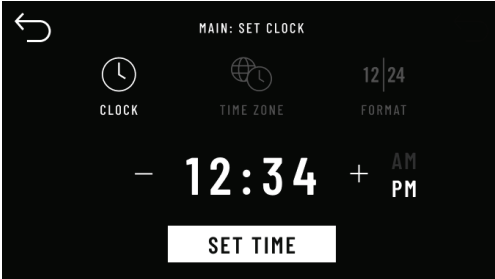 MAIN: SET CLOCK
12|24
CLOCK TIME ZONE FORMAT
− 12:34 + AM
PM
SET TIME